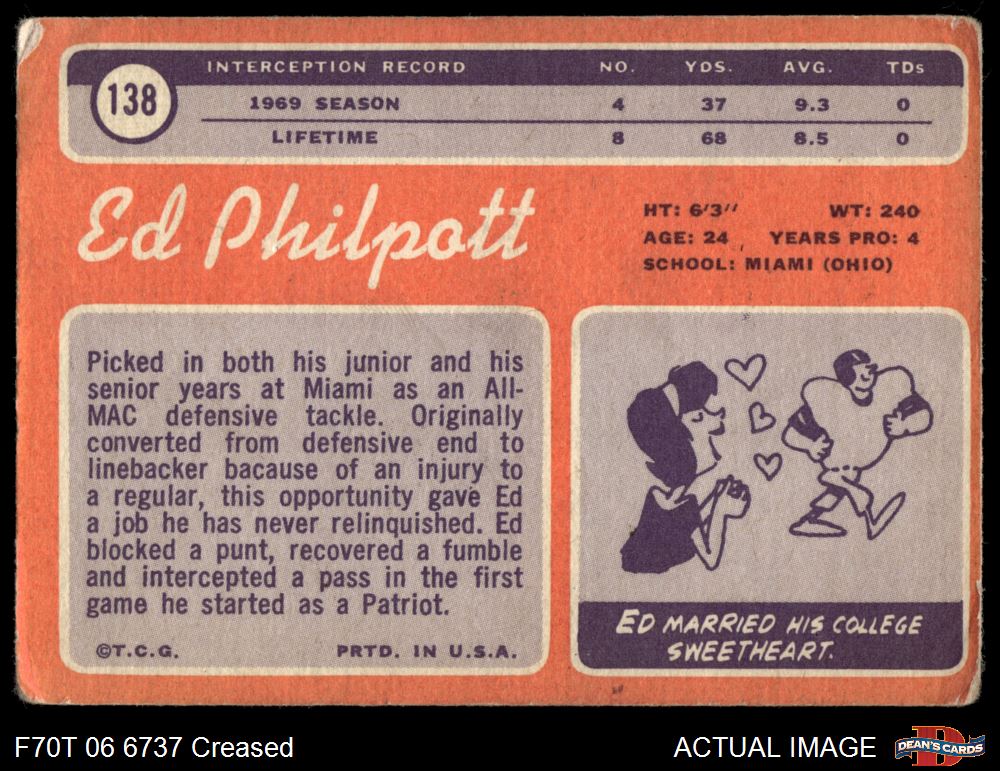 138
INTERCEPTION RECORD NO. YDS. AVG. TDs
1969 SEASON 4 37 9.3 0
LIFETIME 8 68 8.5 0
Ed Philpott
HT: 6'3'' WT: 240
AGE: 24 YEARS PRO: 4
SCHOOL: MIAMI (OHIO)
Picked in both his junior and his
senior years at Miami as an All-
MAC defensive tackle. Originally
converted from defensive end to
linebacker bacause of an injury to
a regular, this opportunity gave Ed
a job he has never relinquished. Ed
blocked a punt, recovered a fumble
and intercepted a pass in the first
game he started as a Patriot.
©T.C.G. PRTD. IN U.S.A.
ED MARRIED HIS COLLEGE
SWEETHEART.
F70T 06 6737 Creased
ACTUAL IMAGE
D
DEAN'S CARDS